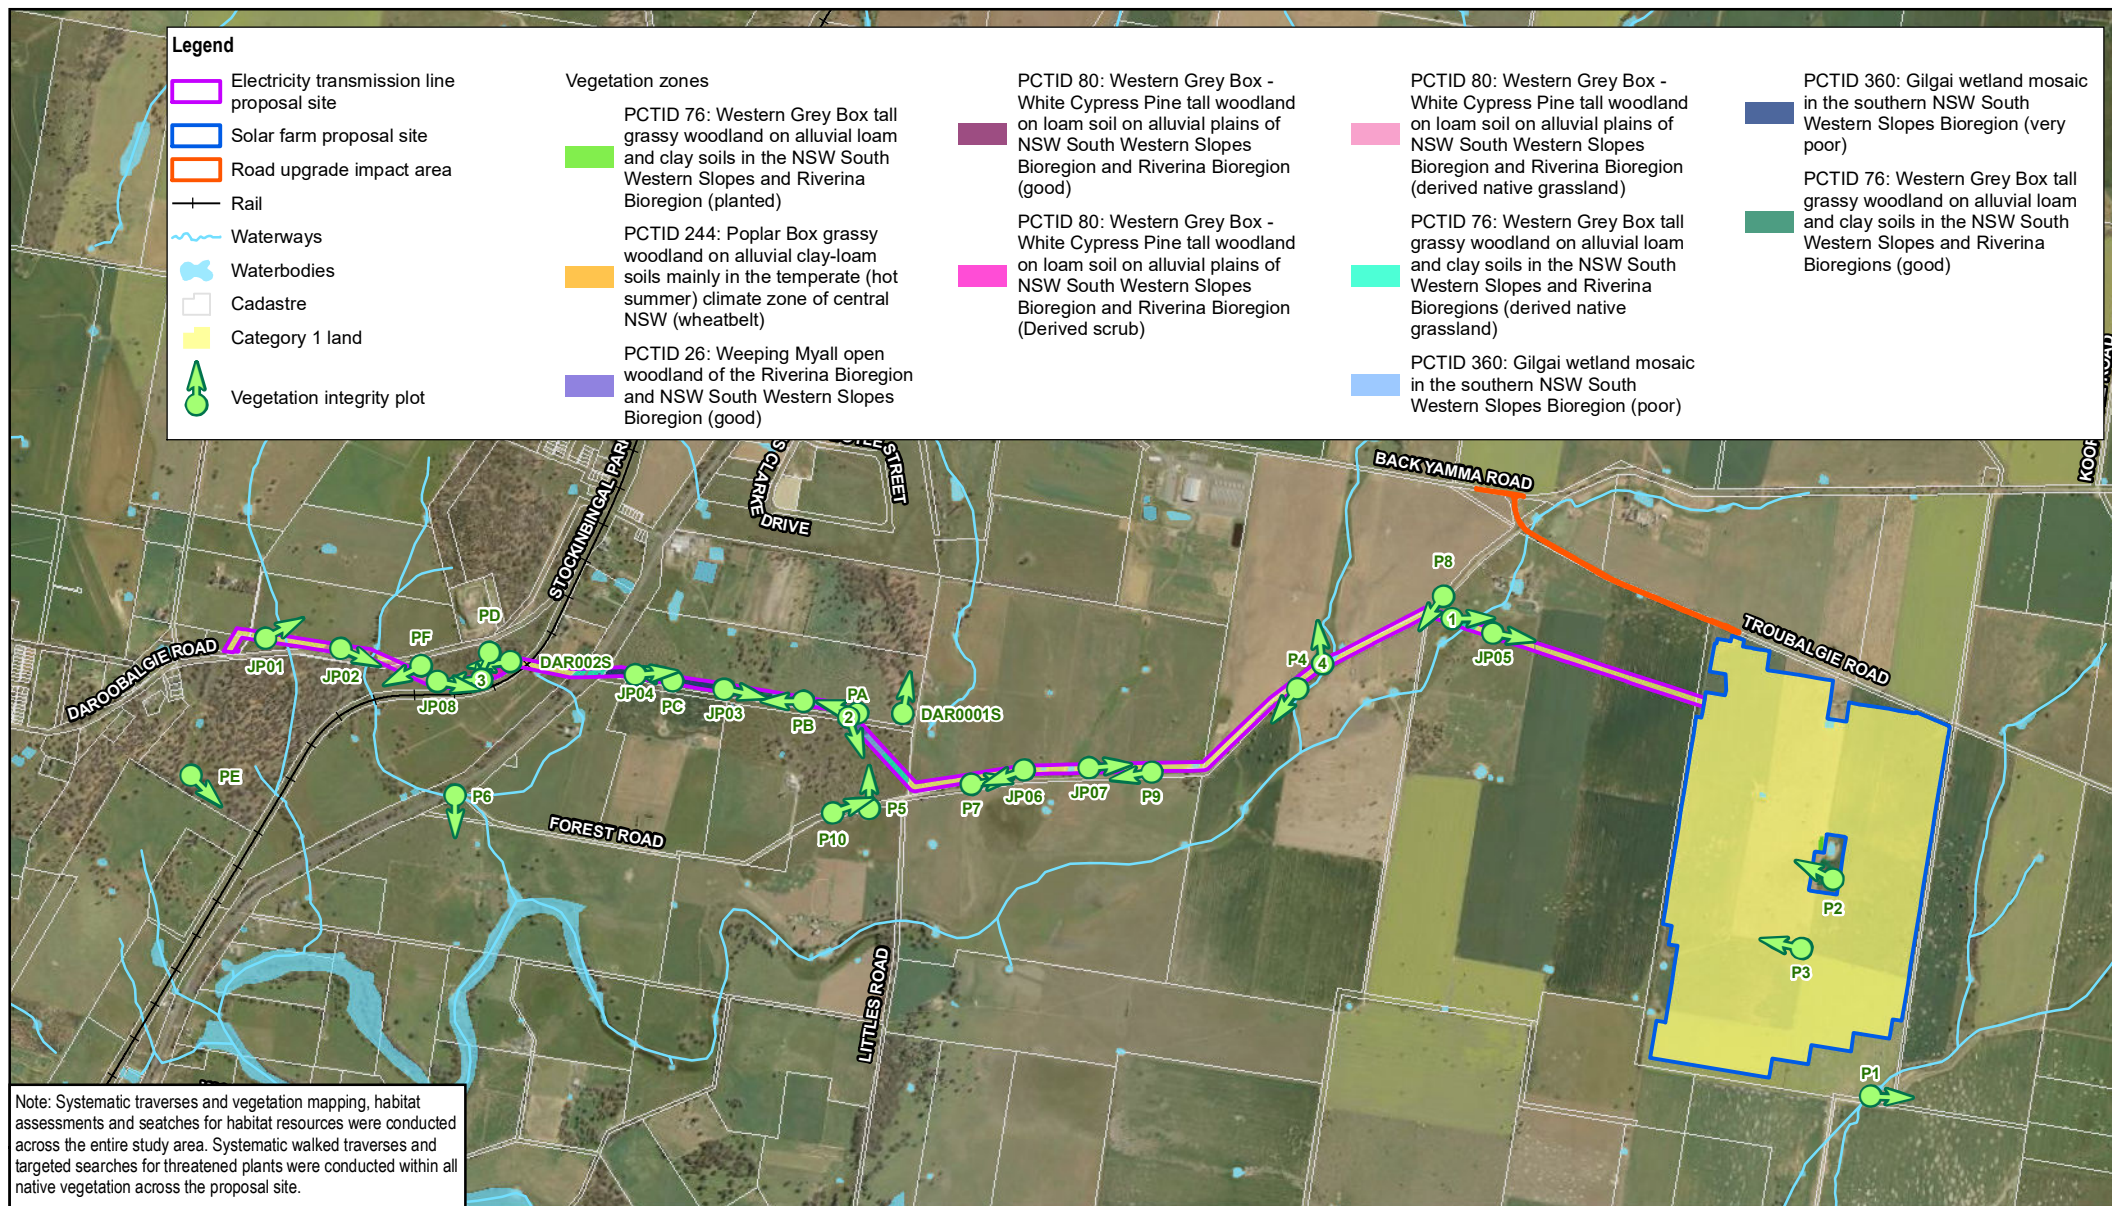 Legend
Electricity transmission line
proposal site
Solar farm proposal site
Road upgrade impact area
Rail
Waterways
Waterbodies
Cadastre
Category 1 land
Vegetation integrity plot
Vegetation zones
PCTID 76: Western Grey Box tall
grassy woodland on alluvial loam
and clay soils in the NSW South
Western Slopes and Riverina
Bioregion (planted)
PCTID 244: Poplar Box grassy
woodland on alluvial clay-loam
soils mainly in the temperate (hot
summer) climate zone of central
NSW (wheatbelt)
PCTID 26: Weeping Myall open
woodland of the Riverina Bioregion
and NSW South Western Slopes
Bioregion (good)
PCTID 80: Western Grey Box -
White Cypress Pine tall woodland
on loam soil on alluvial plains of
NSW South Western Slopes
Bioregion and Riverina Bioregion
(good)
PCTID 80: Western Grey Box -
White Cypress Pine tall woodland
on loam soil on alluvial plains of
NSW South Western Slopes
Bioregion and Riverina Bioregion
(Derived scrub)
PCTID 80: Western Grey Box -
White Cypress Pine tall woodland
on loam soil on alluvial plains of
NSW South Western Slopes
Bioregion and Riverina Bioregion
(derived native grassland)
PCTID 76: Western Grey Box tall
grassy woodland on alluvial loam
and clay soils in the NSW South
Western Slopes and Riverina
Bioregions (derived native
grassland)
PCTID 360: Gilgai wetland mosaic
in the southern NSW South
Western Slopes Bioregion (poor)
PCTID 360: Gilgai wetland mosaic
in the southern NSW South
Western Slopes Bioregion (very
poor)
PCTID 76: Western Grey Box tall
grassy woodland on alluvial loam
and clay soils in the NSW South
Western Slopes and Riverina
Bioregions (good)
ROAD
STREET
S CLARKE DRIVE
STOCKINBINGAL PAR
BACK YAMMA ROAD
TROUBALGIE ROAD
DAROOBALGIE ROAD
FOREST ROAD
LITTLES ROAD
JP01
JP02
PF
PD
JP08
3
DAR002S
JP04
PC
JP03
PB
PA
2
DAR0001S
PE
P6
P10
P5
P7
JP06
JP07
P9
P4
4
P8
1
JP05
P2
P3
P1
Note: Systematic traverses and vegetation mapping, habitat
assessments and seatches for habitat resources were conducted
across the entire study area. Systematic walked traverses and
targeted searches for threatened plants were conducted within all
native vegetation across the proposal site.